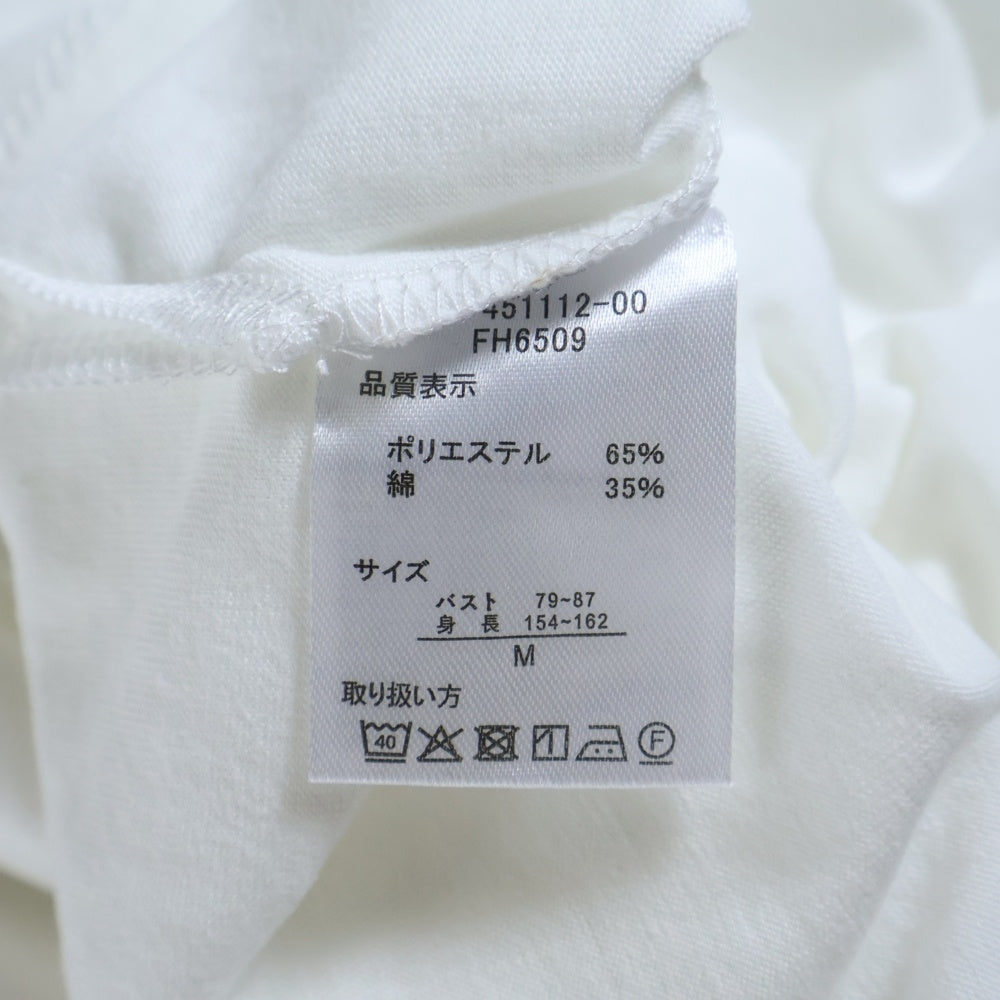 451112-00
FH6509
品質表示
ポリエステル 65%
綿 35%
サイズ
バスト 79~87
身長 154~162
M
取り扱い方
40
F